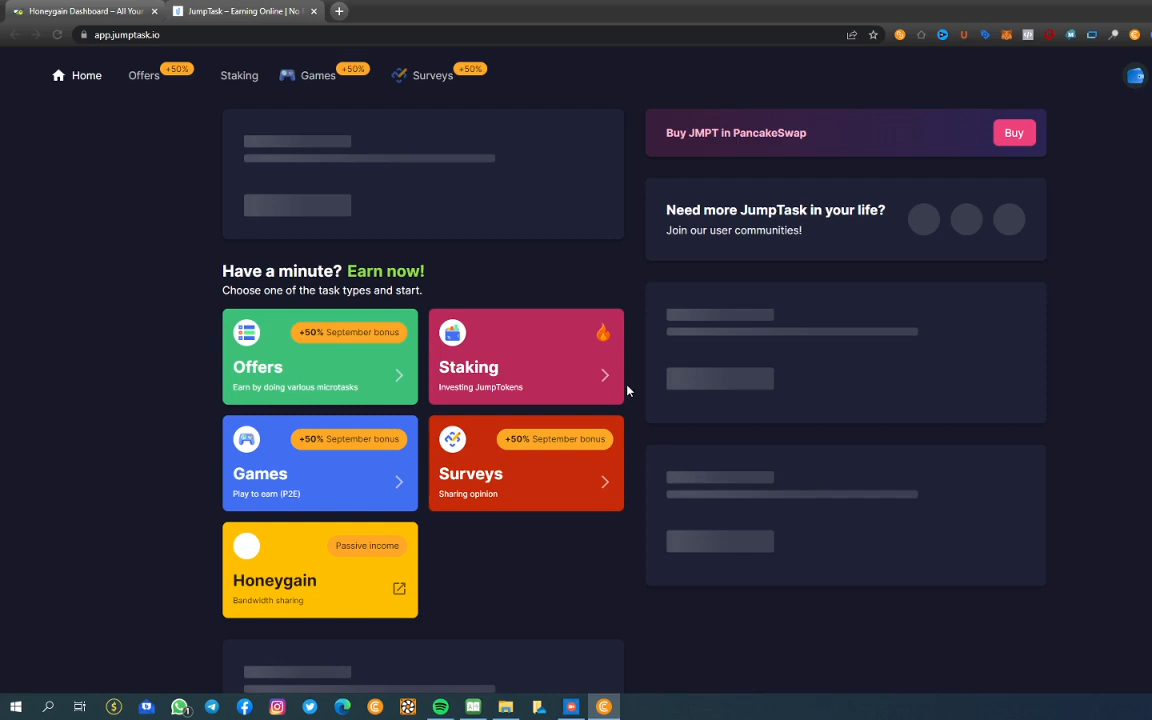 Honeygain Dashboard – All Your
JumpTask – Earning Online | No F
app.jumptask.io
Home
Offers
+50%
Staking
Games
+50%
Surveys
+50%
Buy JMPT in PancakeSwap
Buy
Need more JumpTask in your life?
Join our user communities!
Have a minute? Earn now!
Choose one of the task types and start.
+50% September bonus
Offers
Earn by doing various microtasks
Staking
Investing JumpTokens
+50% September bonus
Games
Play to earn (P2E)
+50% September bonus
Surveys
Sharing opinion
Passive income
Honeygain
Bandwidth sharing